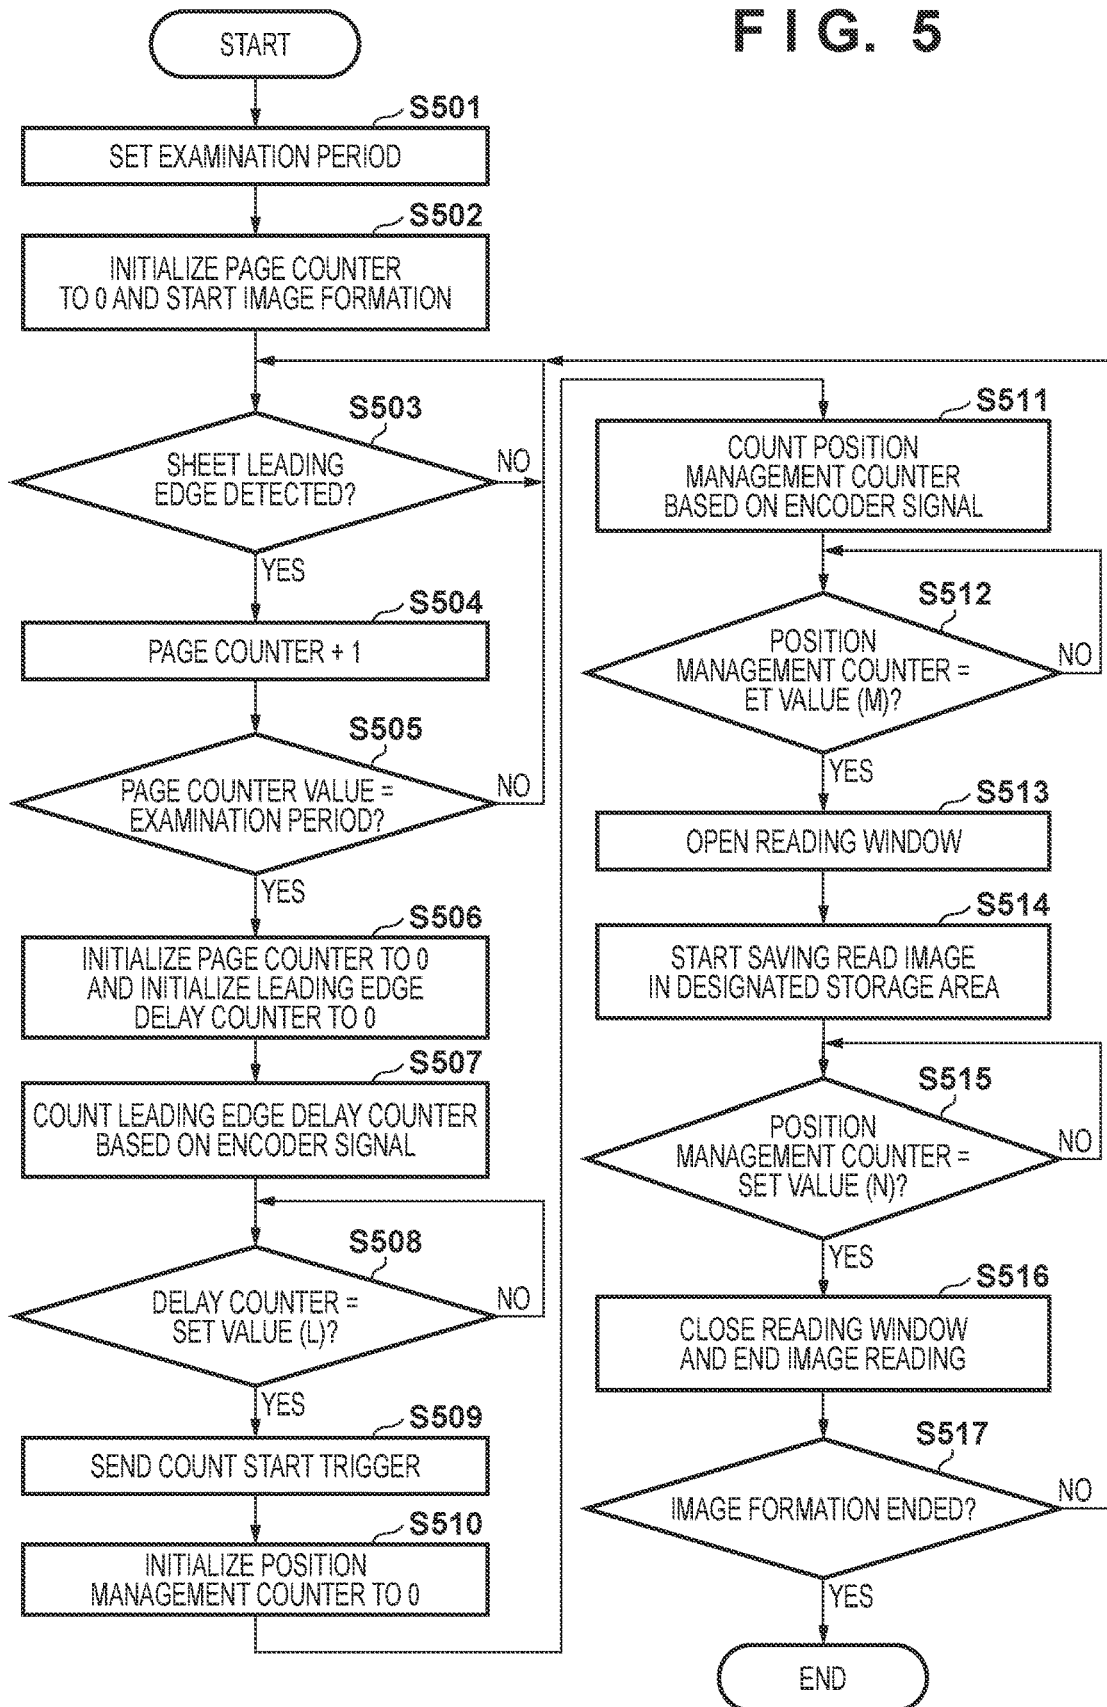 FIG. 5
START
S501
SET EXAMINATION PERIOD
S502
INITIALIZE PAGE COUNTER
TO 0 AND START IMAGE FORMATION
S503
SHEET LEADING
EDGE DETECTED?
NO
YES
S504
PAGE COUNTER + 1
S505
PAGE COUNTER VALUE =
EXAMINATION PERIOD?
NO
YES
S506
INITIALIZE PAGE COUNTER TO 0
AND INITIALIZE LEADING EDGE
DELAY COUNTER TO 0
S507
COUNT LEADING EDGE DELAY COUNTER
BASED ON ENCODER SIGNAL
S508
DELAY COUNTER =
SET VALUE (L)?
NO
YES
S509
SEND COUNT START TRIGGER
S510
INITIALIZE POSITION
MANAGEMENT COUNTER TO 0
S511
COUNT POSITION
MANAGEMENT COUNTER
BASED ON ENCODER SIGNAL
S512
POSITION
MANAGEMENT COUNTER =
ET VALUE (M)?
NO
YES
S513
OPEN READING WINDOW
S514
START SAVING READ IMAGE
IN DESIGNATED STORAGE AREA
S515
POSITION
MANAGEMENT COUNTER =
SET VALUE (N)?
NO
YES
S516
CLOSE READING WINDOW
AND END IMAGE READING
S517
IMAGE FORMATION ENDED?
NO
YES
END